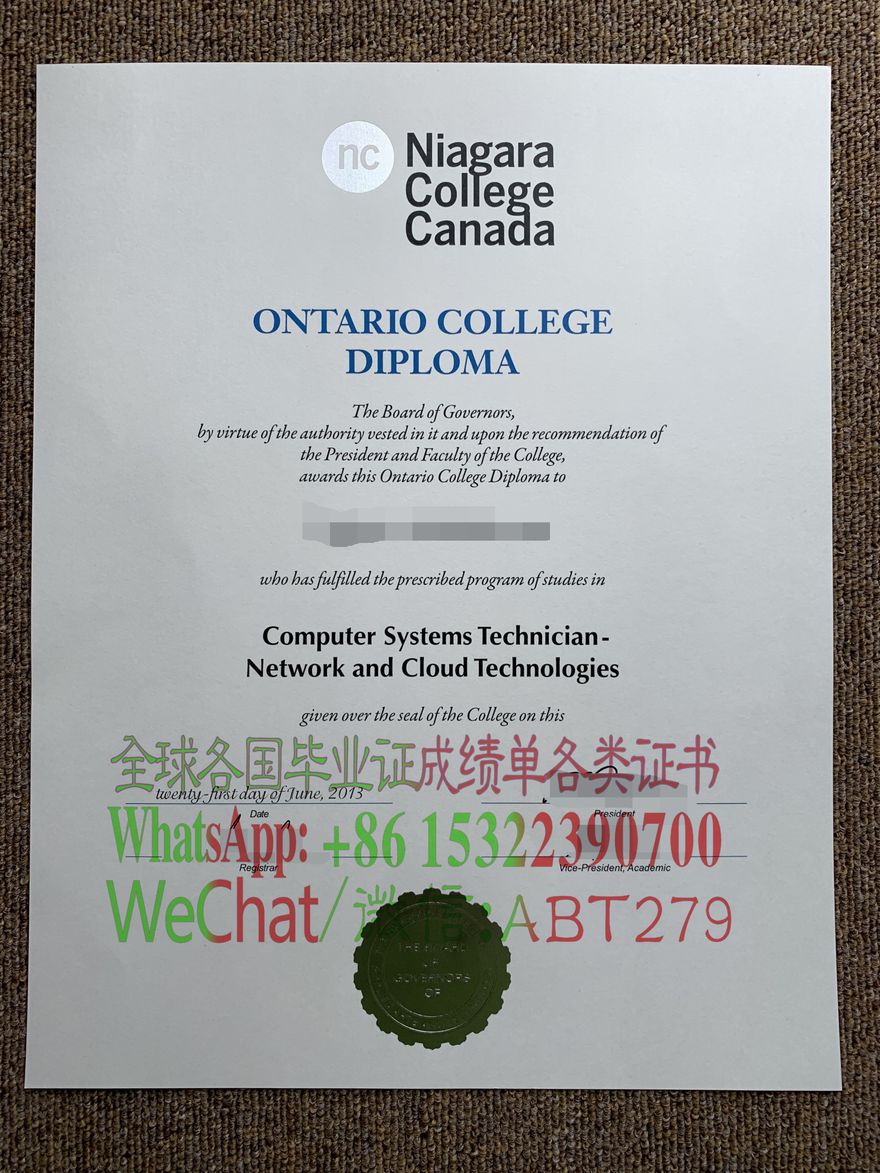 nc
Niagara
College
Canada
ONTARIO COLLEGE
DIPLOMA
The Board of Governors,
by virtue of the authority vested in it and upon the recommendation of
the President and Faculty of the College,
awards this Ontario College Diploma to
who has fulfilled the prescribed program of studies in
Computer Systems Technician-
Network and Cloud Technologies
given over the seal of the College on this
全球各国毕业证成绩单各类证书
twenty-first day of June, 2013
Date
President
WhatsApp: +86 15322390700
Registrar
Vice-President, Academic
WeChat/微信:ABT279
THE BOARD
OF
GOVERNORS
OF